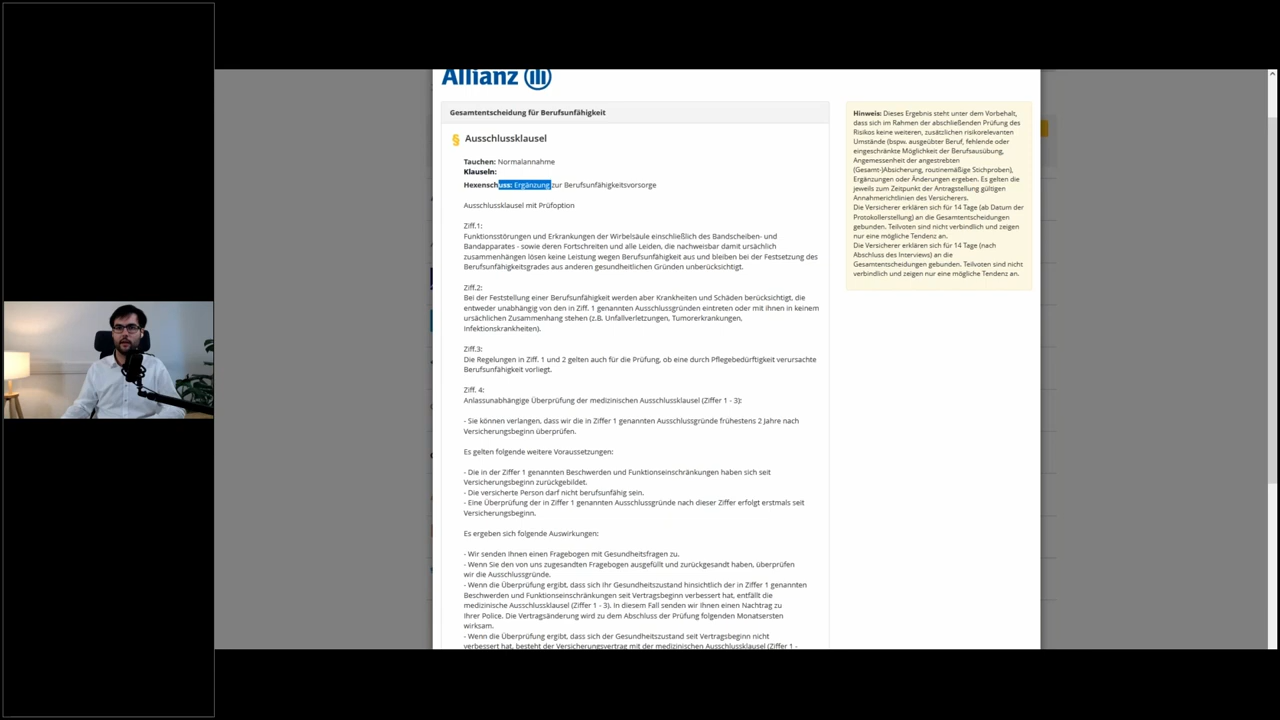 Allianz
Gesamtentscheidung für Berufsunfähigkeit
§ Ausschlussklausel
Tauchen: Normalannahme
Klauseln:
Hexenschuss: Ergänzung zur Berufsunfähigkeitsvorsorge
Ausschlussklausel mit Prüfoption
Ziff.1:
Funktionsstörungen und Erkrankungen der Wirbelsäule einschließlich des Bandscheiben- und
Bandapparates - sowie deren Fortschreiten und alle Leiden, die nachweisbar damit ursächlich
zusammenhängen lösen keine Leistung wegen Berufsunfähigkeit aus und bleiben bei der Festsetzung des
Berufsunfähigkeitsgrades aus anderen gesundheitlichen Gründen unberücksichtigt.
Ziff.2:
Bei der Feststellung einer Berufsunfähigkeit werden aber Krankheiten und Schäden berücksichtigt, die
entweder unabhängig von den in Ziff. 1 genannten Ausschlussgründen eintreten oder mit ihnen in keinem
ursächlichen Zusammenhang stehen (z.B. Unfallverletzungen, Tumorerkrankungen,
Infektionskrankheiten).
Ziff.3:
Die Regelungen in Ziff. 1 und 2 gelten auch für die Prüfung, ob eine durch Pflegebedürftigkeit verursachte
Berufsunfähigkeit vorliegt.
Ziff. 4:
Anlassunabhängige Überprüfung der medizinischen Ausschlussklausel (Ziffer 1 - 3):
- Sie können verlangen, dass wir die in Ziffer 1 genannten Ausschlussgründe frühestens 2 Jahre nach
Versicherungsbeginn überprüfen.
Es gelten folgende weitere Voraussetzungen:
- Die in der Ziffer 1 genannten Beschwerden und Funktionseinschränkungen haben sich seit
Versicherungsbeginn zurückgebildet.
- Die versicherte Person darf nicht berufsunfähig sein.
- Eine Überprüfung der in Ziffer 1 genannten Ausschlussgründe nach dieser Ziffer erfolgt erstmals seit
Versicherungsbeginn.
Es ergeben sich folgende Auswirkungen:
- Wir senden Ihnen einen Fragebogen mit Gesundheitsfragen zu.
- Wenn Sie den von uns zugesandten Fragebogen ausgefüllt und zurückgesandt haben, überprüfen
wir die Ausschlussgründe.
- Wenn die Überprüfung ergibt, dass sich Ihr Gesundheitszustand hinsichtlich der in Ziffer 1 genannten
Beschwerden und Funktionseinschränkungen seit Vertragsbeginn verbessert hat, entfällt die
medizinische Ausschlussklausel (Ziffer 1 - 3). In diesem Fall senden wir Ihnen einen Nachtrag zu
Ihrer Police. Die Vertragsänderung wird zu dem Abschluss der Prüfung folgenden Monatsersten
wirksam.
- Wenn die Überprüfung ergibt, dass sich der Gesundheitszustand seit Vertragsbeginn nicht
verbessert hat, besteht der Versicherungsvertrag mit der medizinischen Ausschlussklausel (Ziffer 1 -
Hinweis: Dieses Ergebnis steht unter dem Vorbehalt,
dass sich im Rahmen der abschließenden Prüfung des
Risikos keine weiteren, zusätzlichen risikorelevanten
Umstände (bspw. ausgeübter Beruf, fehlende oder
eingeschränkte Möglichkeit der Berufsausübung,
Angemessenheit der angestrebten
(Gesamt-)Absicherung, routinemäßige Stichproben),
Ergänzungen oder Änderungen ergeben. Es gelten die
jeweils zum Zeitpunkt der Antragstellung gültigen
Annahmerichtlinien des Versicherers.
Die Versicherer erklären sich für 14 Tage (ab Datum der
Protokollerstellung) an die Gesamtentscheidungen
gebunden. Teilvoten sind nicht verbindlich und zeigen
nur eine mögliche Tendenz an.
Die Versicherer erklären sich für 14 Tage (nach
Abschluss des Interviews) an die
Gesamtentscheidungen gebunden. Teilvoten sind nicht
verbindlich und zeigen nur eine mögliche Tendenz an.